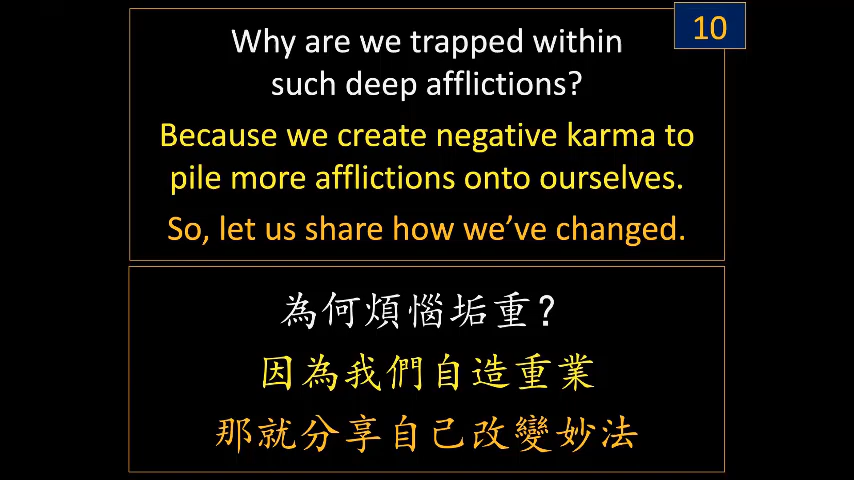 10
Why are we trapped within
such deep afflictions?
Because we create negative karma to
pile more afflictions onto ourselves.
So, let us share how we’ve changed.
為何煩惱垢重?
因為我們自造重業
那就分享自己改變妙法